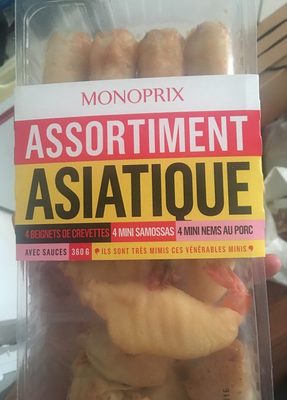 MONOPRIX
ASSORTIMENT
ASIATIQUE
4 BEIGNETS DE CREVETTES 4 MINI SAMOSSAS 4 MINI NEMS AU PORC
AVEC SAUCES 360 G ILS SONT TRÈS MIMIS CES VÉNÉRABLES MINIS